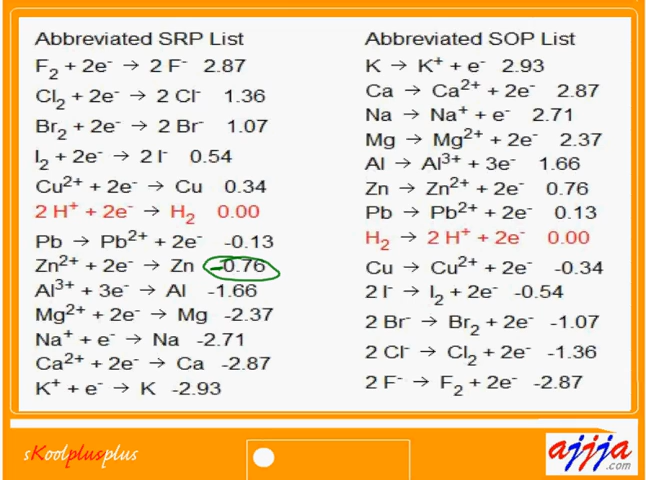 Abbreviated SRP List
F₂ + 2e⁻ → 2 F⁻ 2.87
Cl₂ + 2e⁻ → 2 Cl⁻ 1.36
Br₂ + 2e⁻ → 2 Br⁻ 1.07
I₂ + 2e⁻ → 2 I⁻ 0.54
Cu²⁺ + 2e⁻ → Cu 0.34
2 H⁺ + 2e⁻ → H₂ 0.00
Pb → Pb²⁺ + 2e⁻ -0.13
Zn²⁺ + 2e⁻ → Zn -0.76
Al³⁺ + 3e⁻ → Al -1.66
Mg²⁺ + 2e⁻ → Mg -2.37
Na⁺ + e⁻ → Na -2.71
Ca²⁺ + 2e⁻ → Ca -2.87
K⁺ + e⁻ → K -2.93
Abbreviated SOP List
K → K⁺ + e⁻ 2.93
Ca → Ca²⁺ + 2e⁻ 2.87
Na → Na⁺ + e⁻ 2.71
Mg → Mg²⁺ + 2e⁻ 2.37
Al → Al³⁺ + 3e⁻ 1.66
Zn → Zn²⁺ + 2e⁻ 0.76
Pb → Pb²⁺ + 2e⁻ 0.13
H₂ → 2 H⁺ + 2e⁻ 0.00
Cu → Cu²⁺ + 2e⁻ -0.34
2 I⁻ → I₂ + 2e⁻ -0.54
2 Br⁻ → Br₂ + 2e⁻ -1.07
2 Cl⁻ → Cl₂ + 2e⁻ -1.36
2 F⁻ → F₂ + 2e⁻ -2.87
sKoolplusplus
ajjja
.com